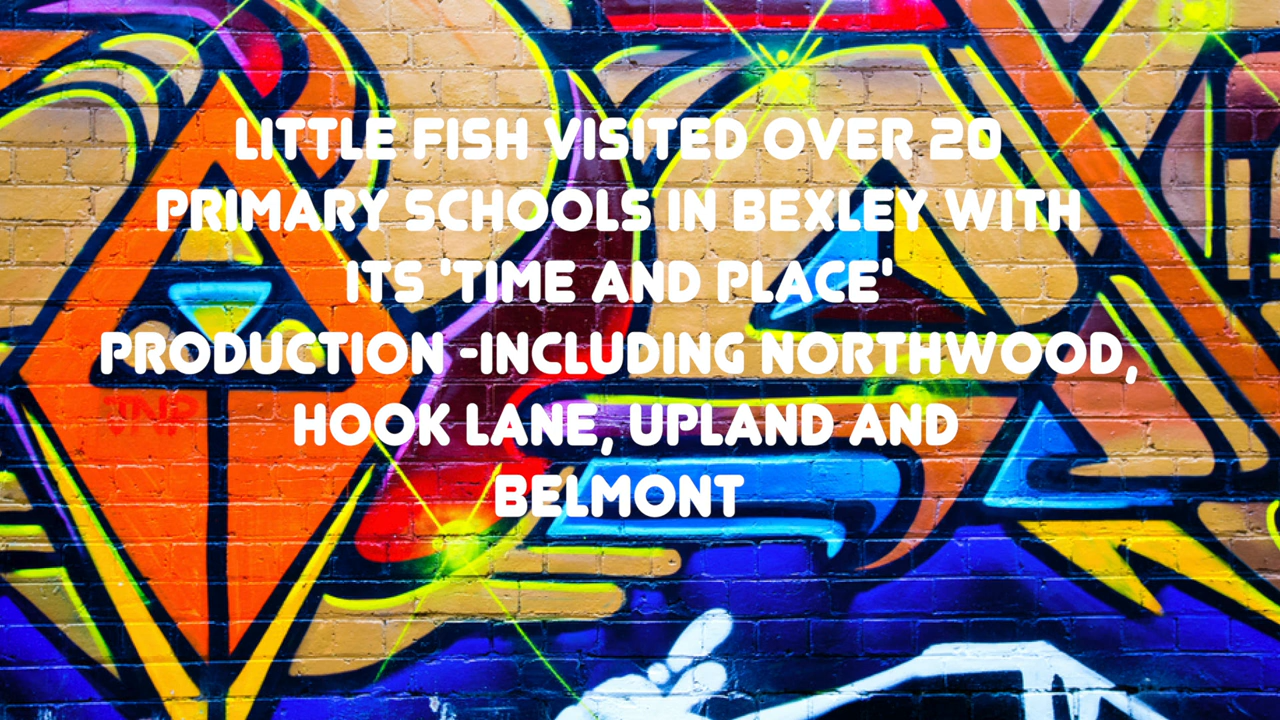 LITTLE FISH VISITED OVER 20
PRIMARY SCHOOLS IN BEXLEY WITH
ITS 'TIME AND PLACE'
PRODUCTION -INCLUDING NORTHWOOD,
HOOK LANE, UPLAND AND
BELMONT